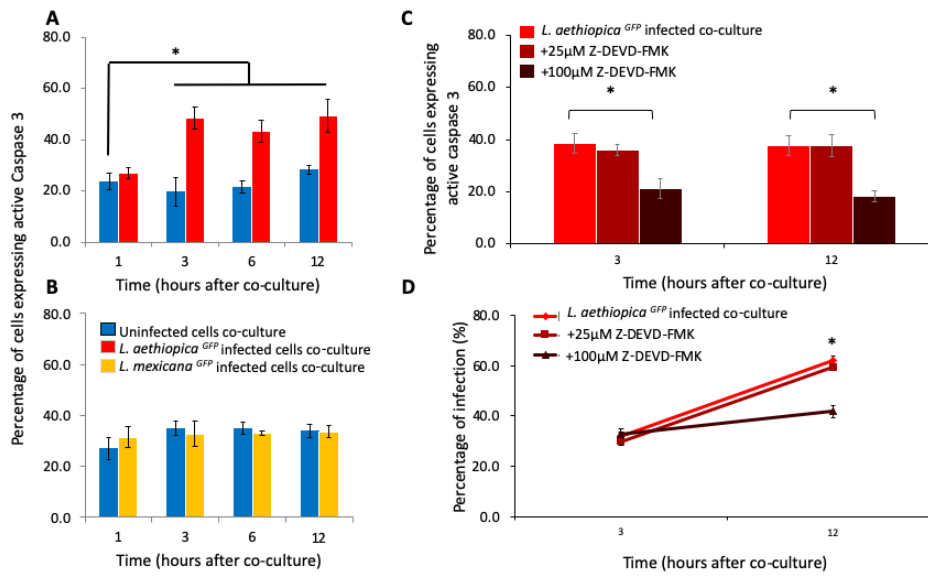 Percentage of cells expressing active Caspase 3
A
*
80.0
60.0
40.0
20.0
0.0
1 3 6 12
Time (hours after co-culture)
B
80.0
60.0
40.0
20.0
0.0
Uninfected cells co-culture
L. aethiopica GFP infected cells co-culture
L. mexicana GFP infected cells co-culture
1 3 6 12
Time (hours after co-culture)
C
Percentage of cells expressing
active caspase 3
80.0
60.0
40.0
20.0
0.0
L. aethiopica GFP infected co-culture
+25μM Z-DEVD-FMK
+100μM Z-DEVD-FMK
* *
3 12
Time (hours after co-culture)
D
Percentage of infection (%)
80.0
60.0
40.0
20.0
0.0
L. aethiopica GFP infected co-culture
+25μM Z-DEVD-FMK
+100μM Z-DEVD-FMK
*
3 12
Time (hours after co-culture)